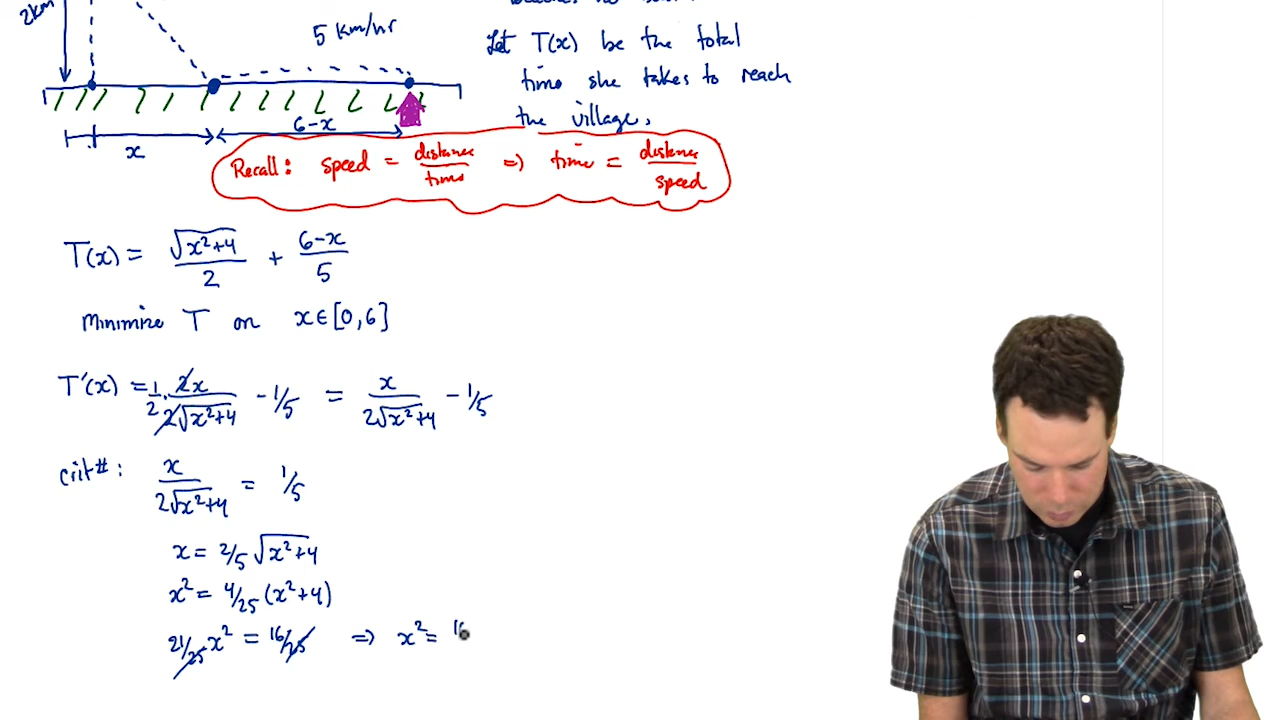 2km
5 km/hr
Let T(x) be the total
time she takes to reach
the village.
6-x
x
Recall: speed = distance/time ⇒ time = distance/speed
T(x) = √(x²+4)/2 + (6-x)/5
Minimize T on x∈[0,6]
T'(x) = 1/2 · 2x/(2√(x²+4)) - 1/5 = x/(2√(x²+4)) - 1/5
crit#: x/(2√(x²+4)) = 1/5
x = 2/5 √(x²+4)
x² = 4/25 (x²+4)
21/25 x² = 16/25 ⇒ x² = 16